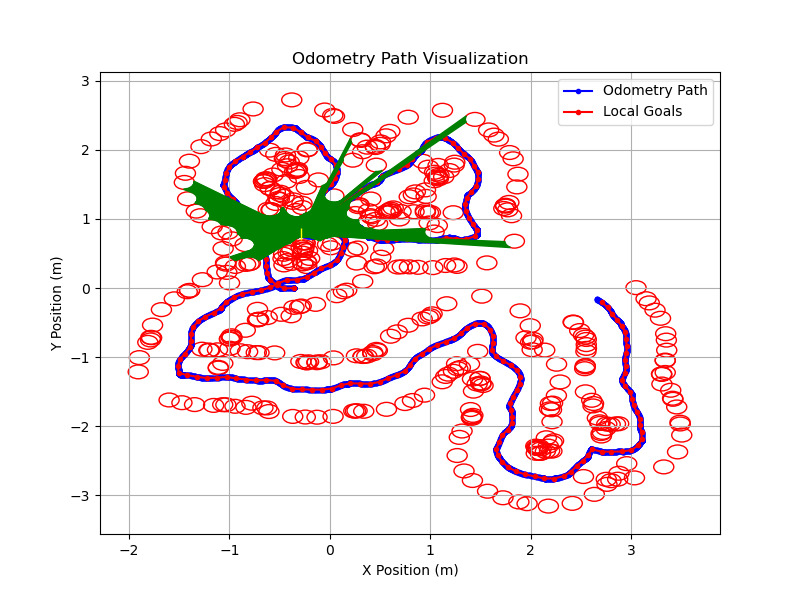 Odometry Path Visualization
Odometry Path
Local Goals
Y Position (m)
3
2
1
0
−1
−2
−3
−2
−1
0
1
2
3
X Position (m)